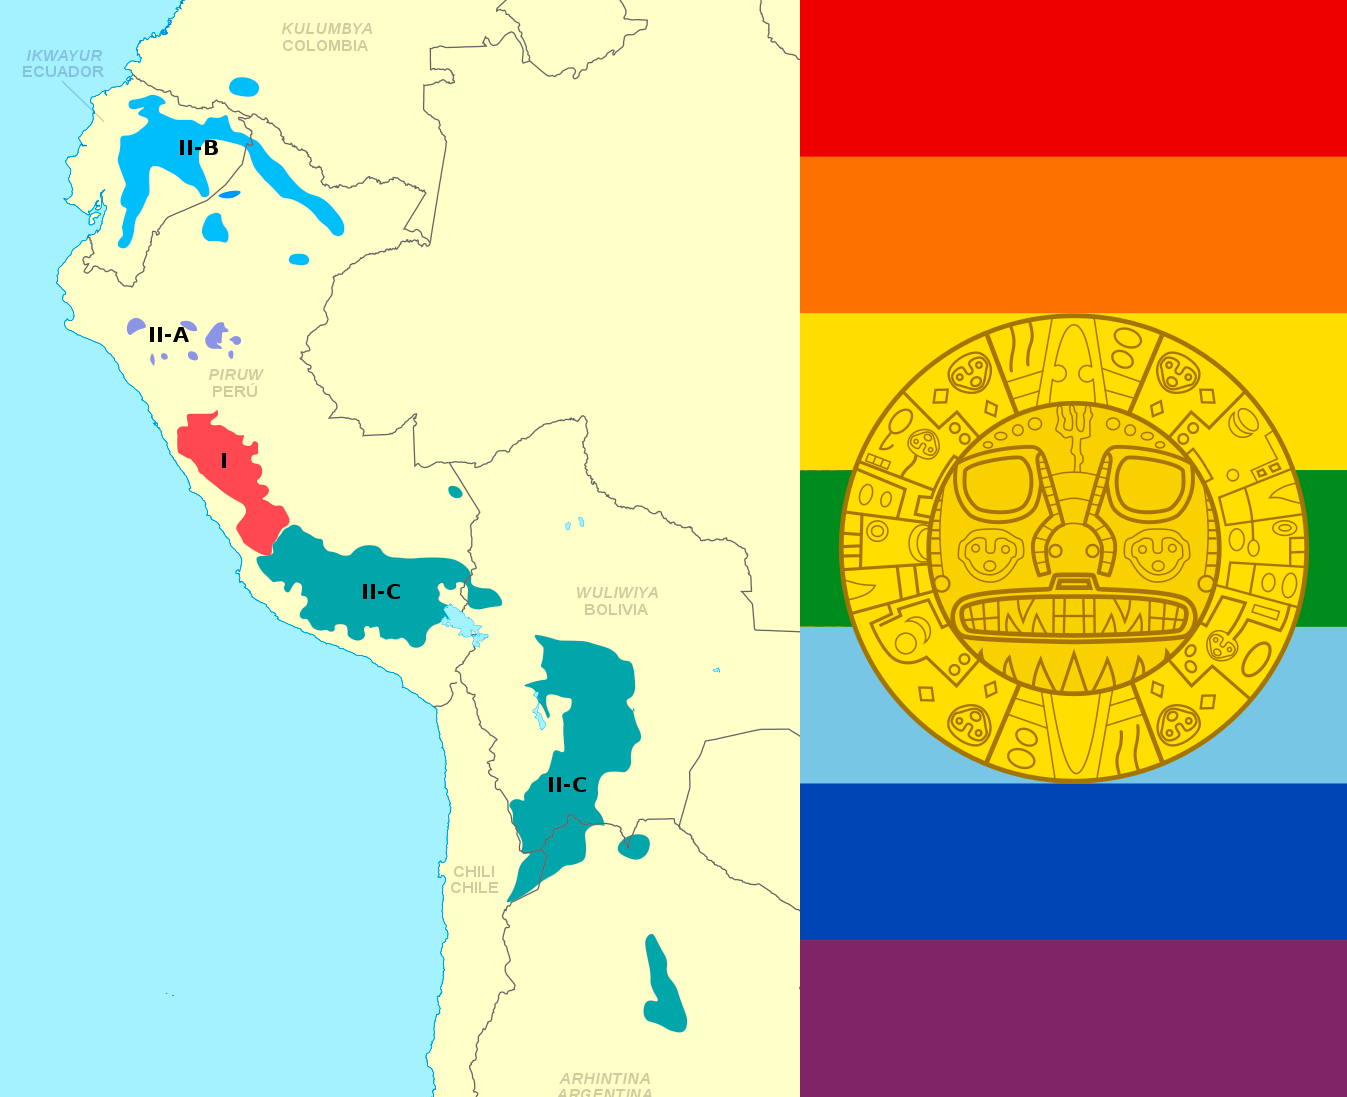 KULUMBYA
COLOMBIA
IKWAYUR
ECUADOR
II-B
II-A
PIRUW
PERÚ
I
II-C
WULIWIYA
BOLIVIA
II-C
CHILI
CHILE
ARHINTINA
ARGENTINA